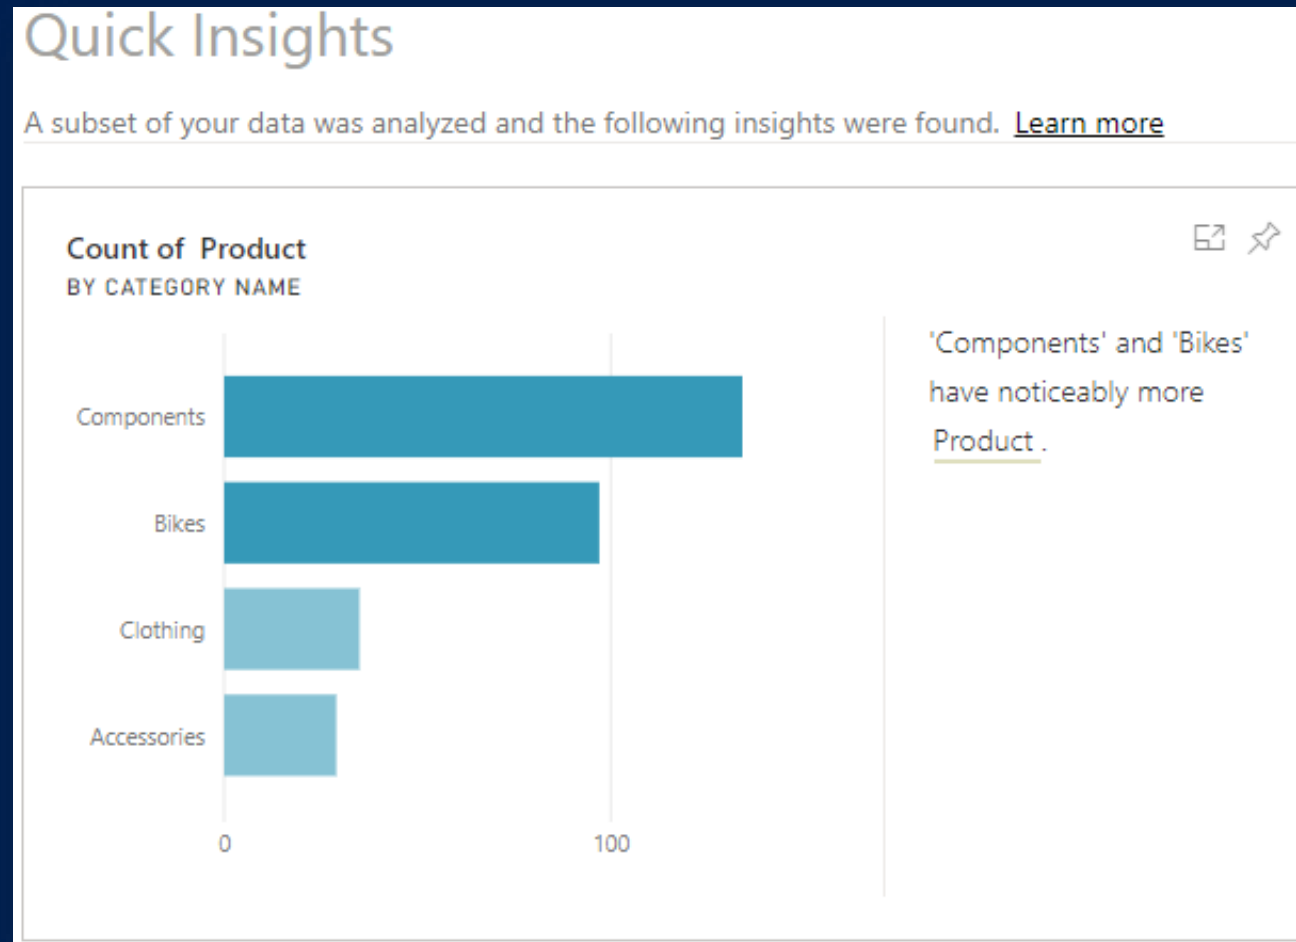 Quick Insights
A subset of your data was analyzed and the following insights were found. Learn more
Count of Product
BY CATEGORY NAME
'Components' and 'Bikes'
have noticeably more
Product .
Components
Bikes
Clothing
Accessories
0 100